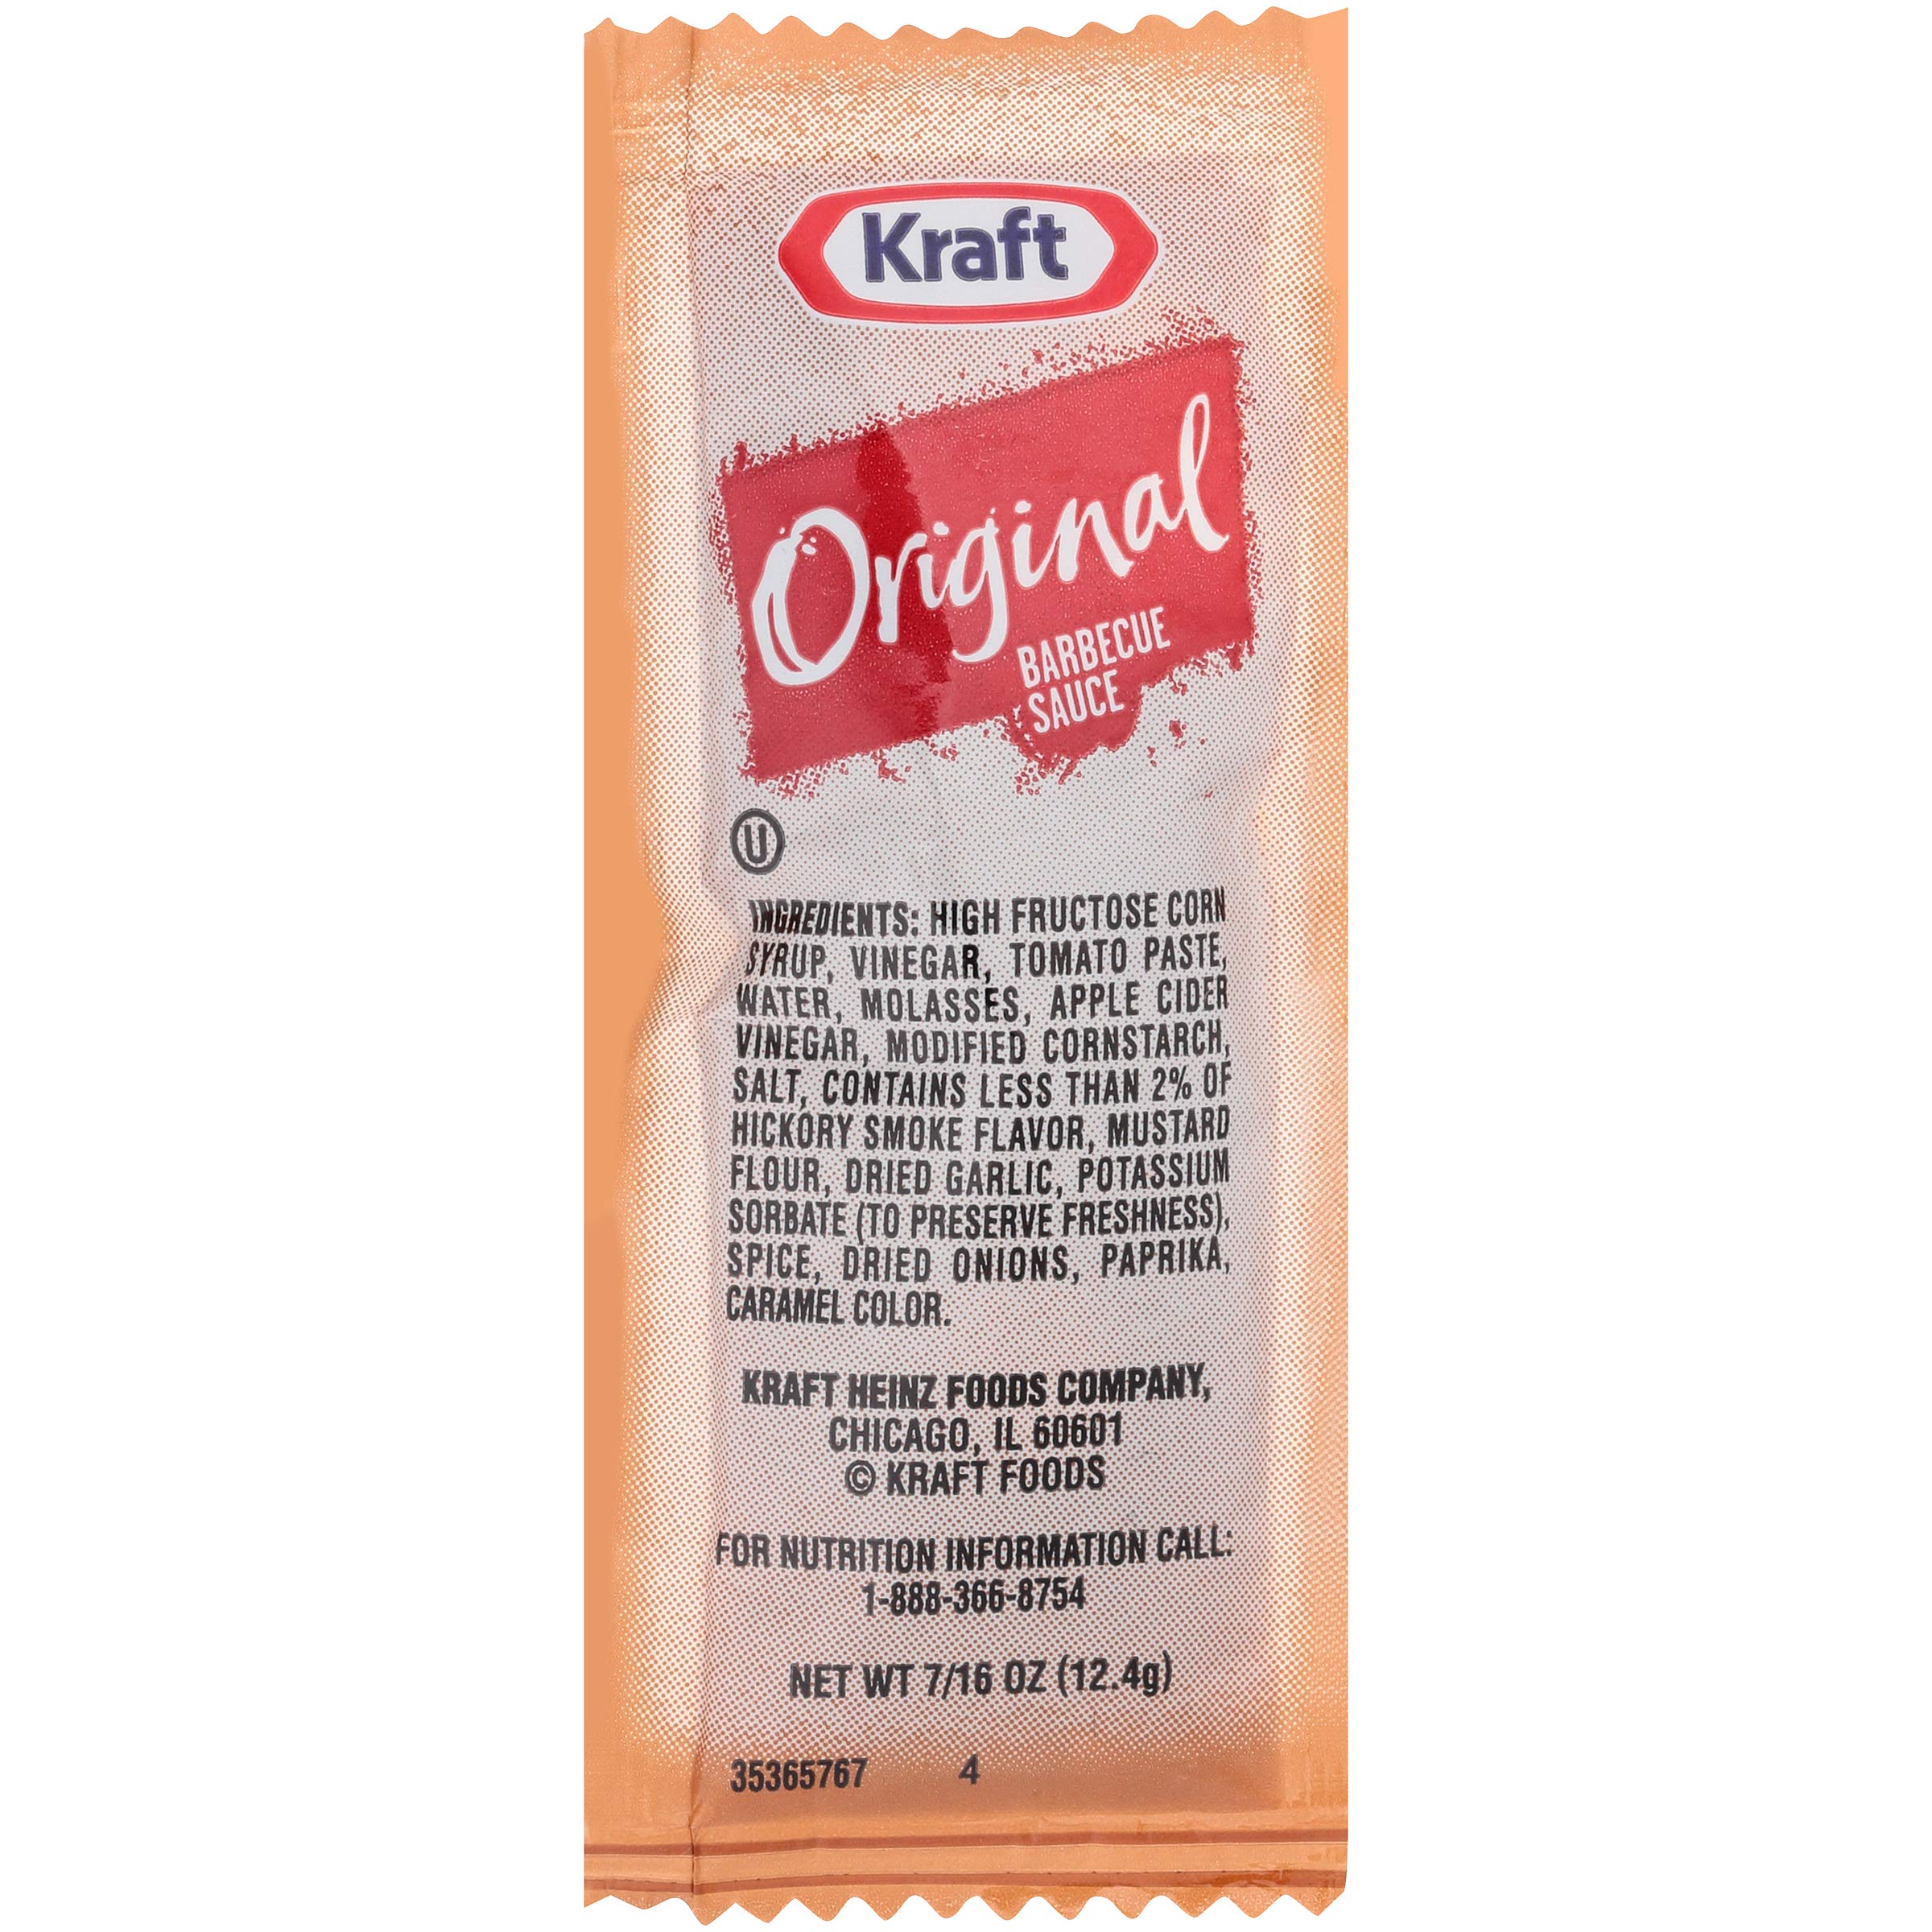 Kraft
Original
BARBECUE
SAUCE
U
INGREDIENTS: HIGH FRUCTOSE CORN
SYRUP, VINEGAR, TOMATO PASTE,
WATER, MOLASSES, APPLE CIDER
VINEGAR, MODIFIED CORNSTARCH,
SALT, CONTAINS LESS THAN 2% OF
HICKORY SMOKE FLAVOR, MUSTARD
FLOUR, DRIED GARLIC, POTASSIUM
SORBATE (TO PRESERVE FRESHNESS),
SPICE, DRIED ONIONS, PAPRIKA,
CARAMEL COLOR.
KRAFT HEINZ FOODS COMPANY,
CHICAGO, IL 60601
© KRAFT FOODS
FOR NUTRITION INFORMATION CALL:
1-888-366-8754
NET WT 7/16 OZ (12.4g)
35365767 4